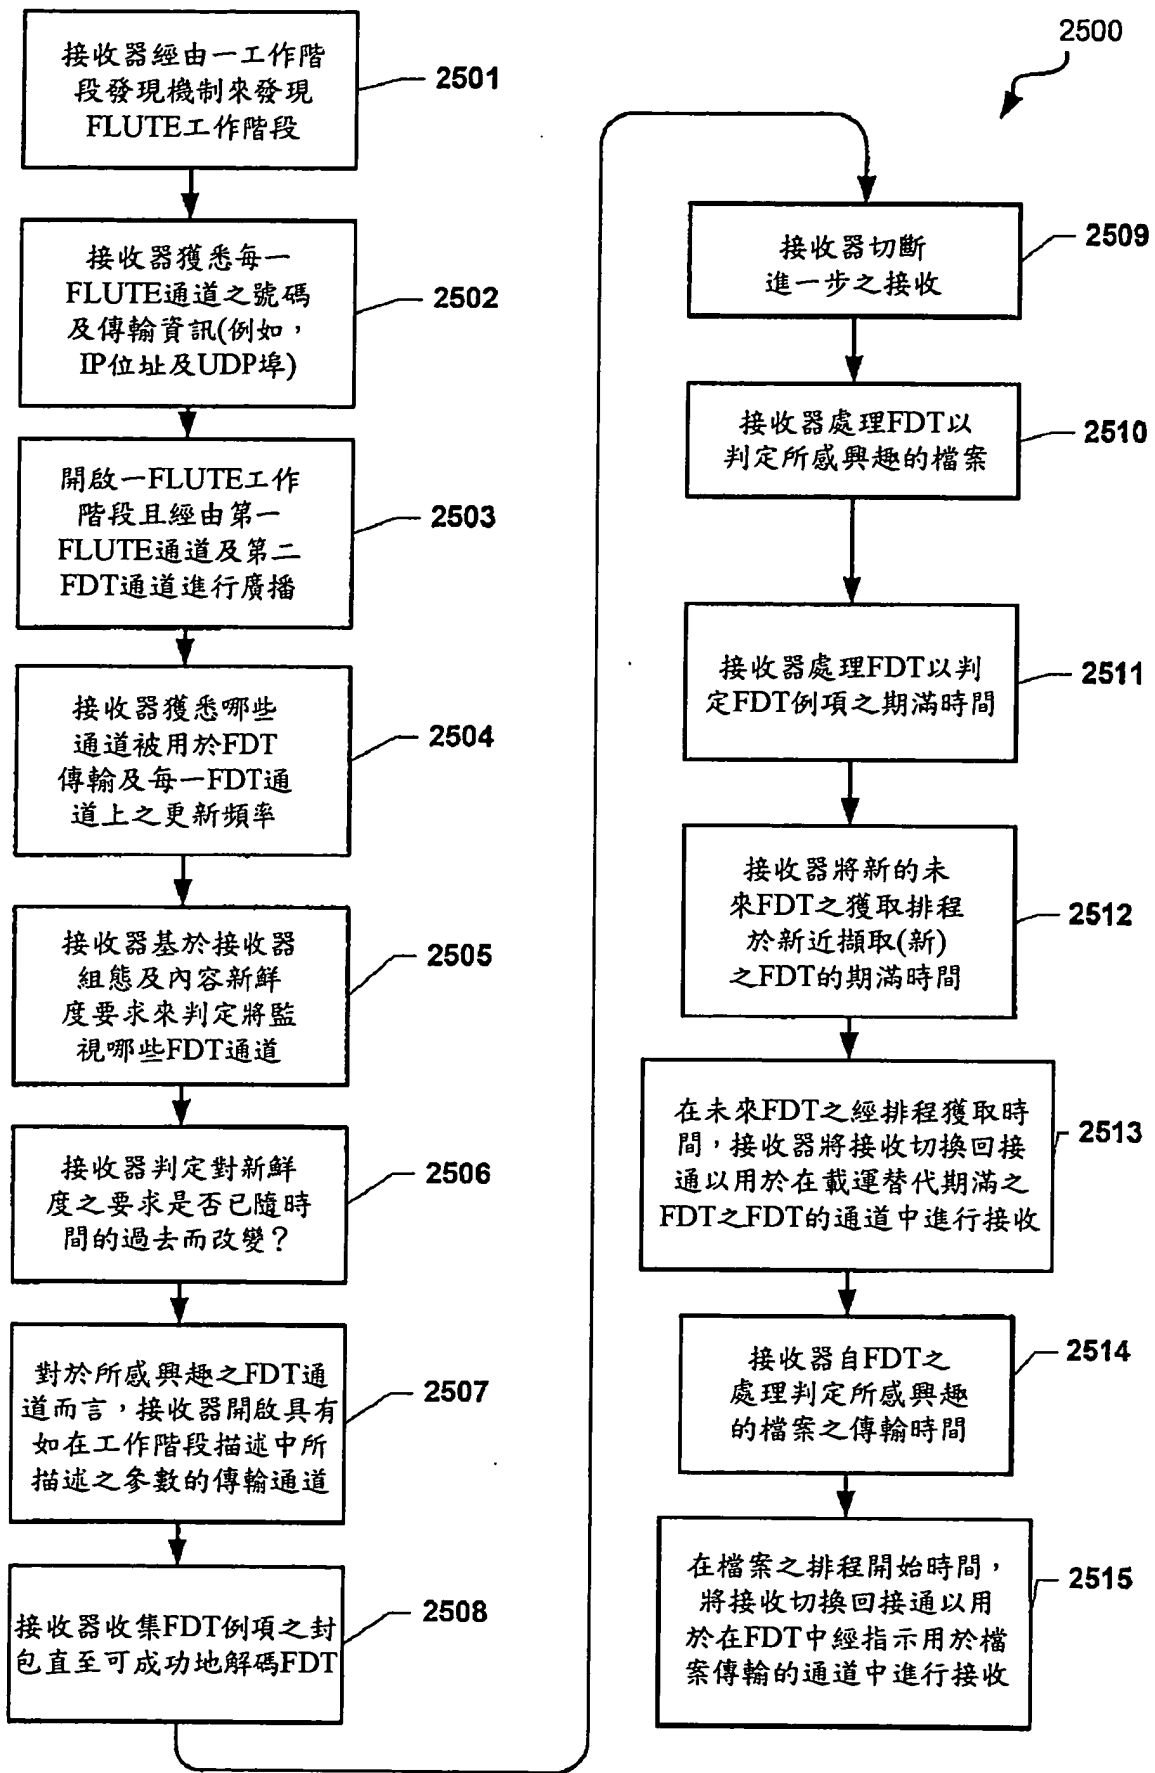 2500
接收器經由一工作階
段發現機制來發現
FLUTE工作階段
2501
接收器獲悉每一
FLUTE通道之號碼
及傳輸資訊(例如，
IP位址及UDP埠)
2502
開啟一FLUTE工作
階段且經由第一
FLUTE通道及第二
FDT通道進行廣播
2503
接收器獲悉哪些
通道被用於FDT
傳輸及每一FDT通
道上之更新頻率
2504
接收器基於接收器
組態及內容新鮮
度要求來判定將監
視哪些FDT通道
2505
接收器判定對新鮮
度之要求是否已隨時
間的過去而改變？
2506
對於所感興趣之FDT通
道而言，接收器開啟具有
如在工作階段描述中所
描述之參數的傳輸通道
2507
接收器收集FDT例項之封
包直至可成功地解碼FDT
2508
接收器切斷
進一步之接收
2509
接收器處理FDT以
判定所感興趣的檔案
2510
接收器處理FDT以判
定FDT例項之期滿時間
2511
接收器將新的未
來FDT之獲取排程
於新近擷取(新)
之FDT的期滿時間
2512
在未來FDT之經排程獲取時
間，接收器將接收切換回接
通以用於在載運替代期滿之
FDT之FDT的通道中進行接收
2513
接收器自FDT之
處理判定所感興趣
的檔案之傳輸時間
2514
在檔案之排程開始時間，
將接收切換回接通以用
於在FDT中經指示用於檔
案傳輸的通道中進行接收
2515